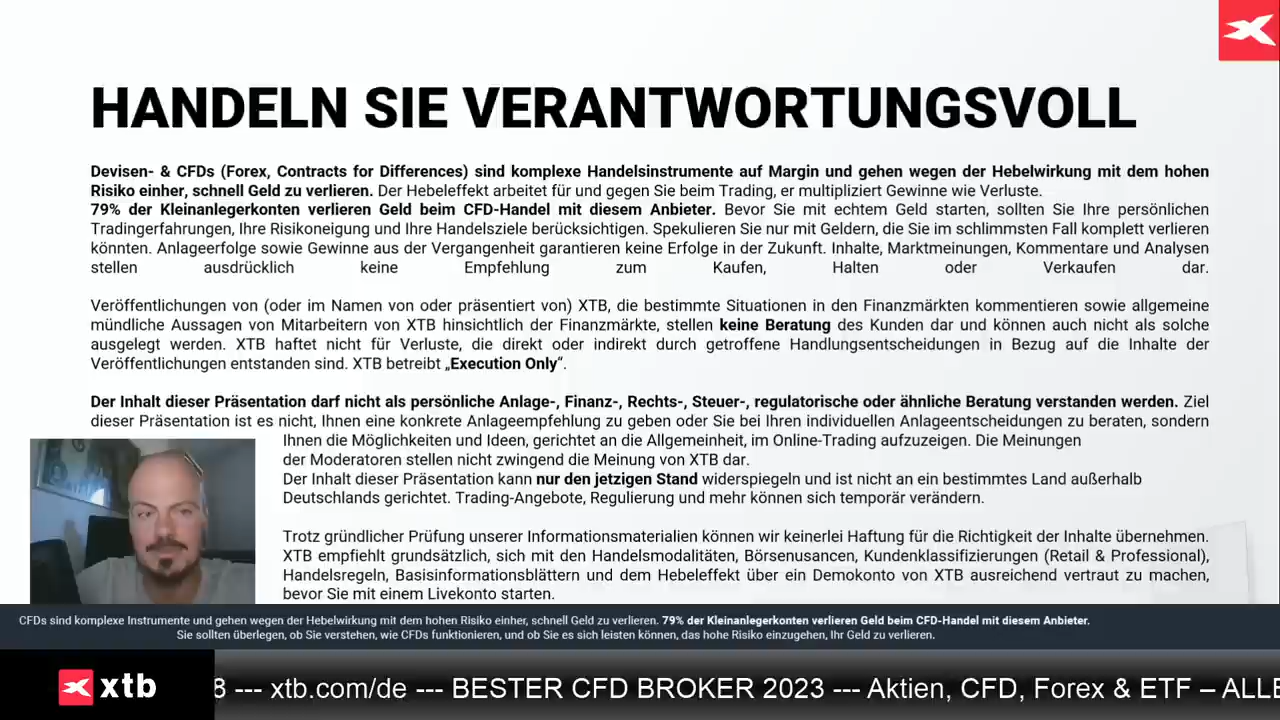 HANDELN SIE VERANTWORTUNGSVOLL
Devisen- & CFDs (Forex, Contracts for Differences) sind komplexe Handelsinstrumente auf Margin und gehen wegen der Hebelwirkung mit dem hohen
Risiko einher, schnell Geld zu verlieren. Der Hebeleffekt arbeitet für und gegen Sie beim Trading, er multipliziert Gewinne wie Verluste.
79% der Kleinanlegerkonten verlieren Geld beim CFD-Handel mit diesem Anbieter. Bevor Sie mit echtem Geld starten, sollten Sie Ihre persönlichen
Tradingerfahrungen, Ihre Risikoneigung und Ihre Handelsziele berücksichtigen. Spekulieren Sie nur mit Geldern, die Sie im schlimmsten Fall komplett verlieren
könnten. Anlageerfolge sowie Gewinne aus der Vergangenheit garantieren keine Erfolge in der Zukunft. Inhalte, Marktmeinungen, Kommentare und Analysen
stellen ausdrücklich keine Empfehlung zum Kaufen, Halten oder Verkaufen dar.
Veröffentlichungen von (oder im Namen von oder präsentiert von) XTB, die bestimmte Situationen in den Finanzmärkten kommentieren sowie allgemeine
mündliche Aussagen von Mitarbeitern von XTB hinsichtlich der Finanzmärkte, stellen keine Beratung des Kunden dar und können auch nicht als solche
ausgelegt werden. XTB haftet nicht für Verluste, die direkt oder indirekt durch getroffene Handlungsentscheidungen in Bezug auf die Inhalte der
Veröffentlichungen entstanden sind. XTB betreibt „Execution Only“.
Der Inhalt dieser Präsentation darf nicht als persönliche Anlage-, Finanz-, Rechts-, Steuer-, regulatorische oder ähnliche Beratung verstanden werden. Ziel
dieser Präsentation ist es nicht, Ihnen eine konkrete Anlageempfehlung zu geben oder Sie bei Ihren individuellen Anlageentscheidungen zu beraten, sondern
Ihnen die Möglichkeiten und Ideen, gerichtet an die Allgemeinheit, im Online-Trading aufzuzeigen. Die Meinungen
der Moderatoren stellen nicht zwingend die Meinung von XTB dar.
Der Inhalt dieser Präsentation kann nur den jetzigen Stand widerspiegeln und ist nicht an ein bestimmtes Land außerhalb
Deutschlands gerichtet. Trading-Angebote, Regulierung und mehr können sich temporär verändern.
Trotz gründlicher Prüfung unserer Informationsmaterialien können wir keinerlei Haftung für die Richtigkeit der Inhalte übernehmen.
XTB empfiehlt grundsätzlich, sich mit den Handelsmodalitäten, Börsenusancen, Kundenklassifizierungen (Retail & Professional),
Handelsregeln, Basisinformationsblättern und dem Hebeleffekt über ein Demokonto von XTB ausreichend vertraut zu machen,
bevor Sie mit einem Livekonto starten.
CFDs sind komplexe Instrumente und gehen wegen der Hebelwirkung mit dem hohen Risiko einher, schnell Geld zu verlieren. 79% der Kleinanlegerkonten verlieren Geld beim CFD-Handel mit diesem Anbieter.
Sie sollten überlegen, ob Sie verstehen, wie CFDs funktionieren, und ob Sie es sich leisten können, das hohe Risiko einzugehen, Ihr Geld zu verlieren.
xtb 3 --- xtb.com/de --- BESTER CFD BROKER 2023 --- Aktien, CFD, Forex & ETF – ALLE